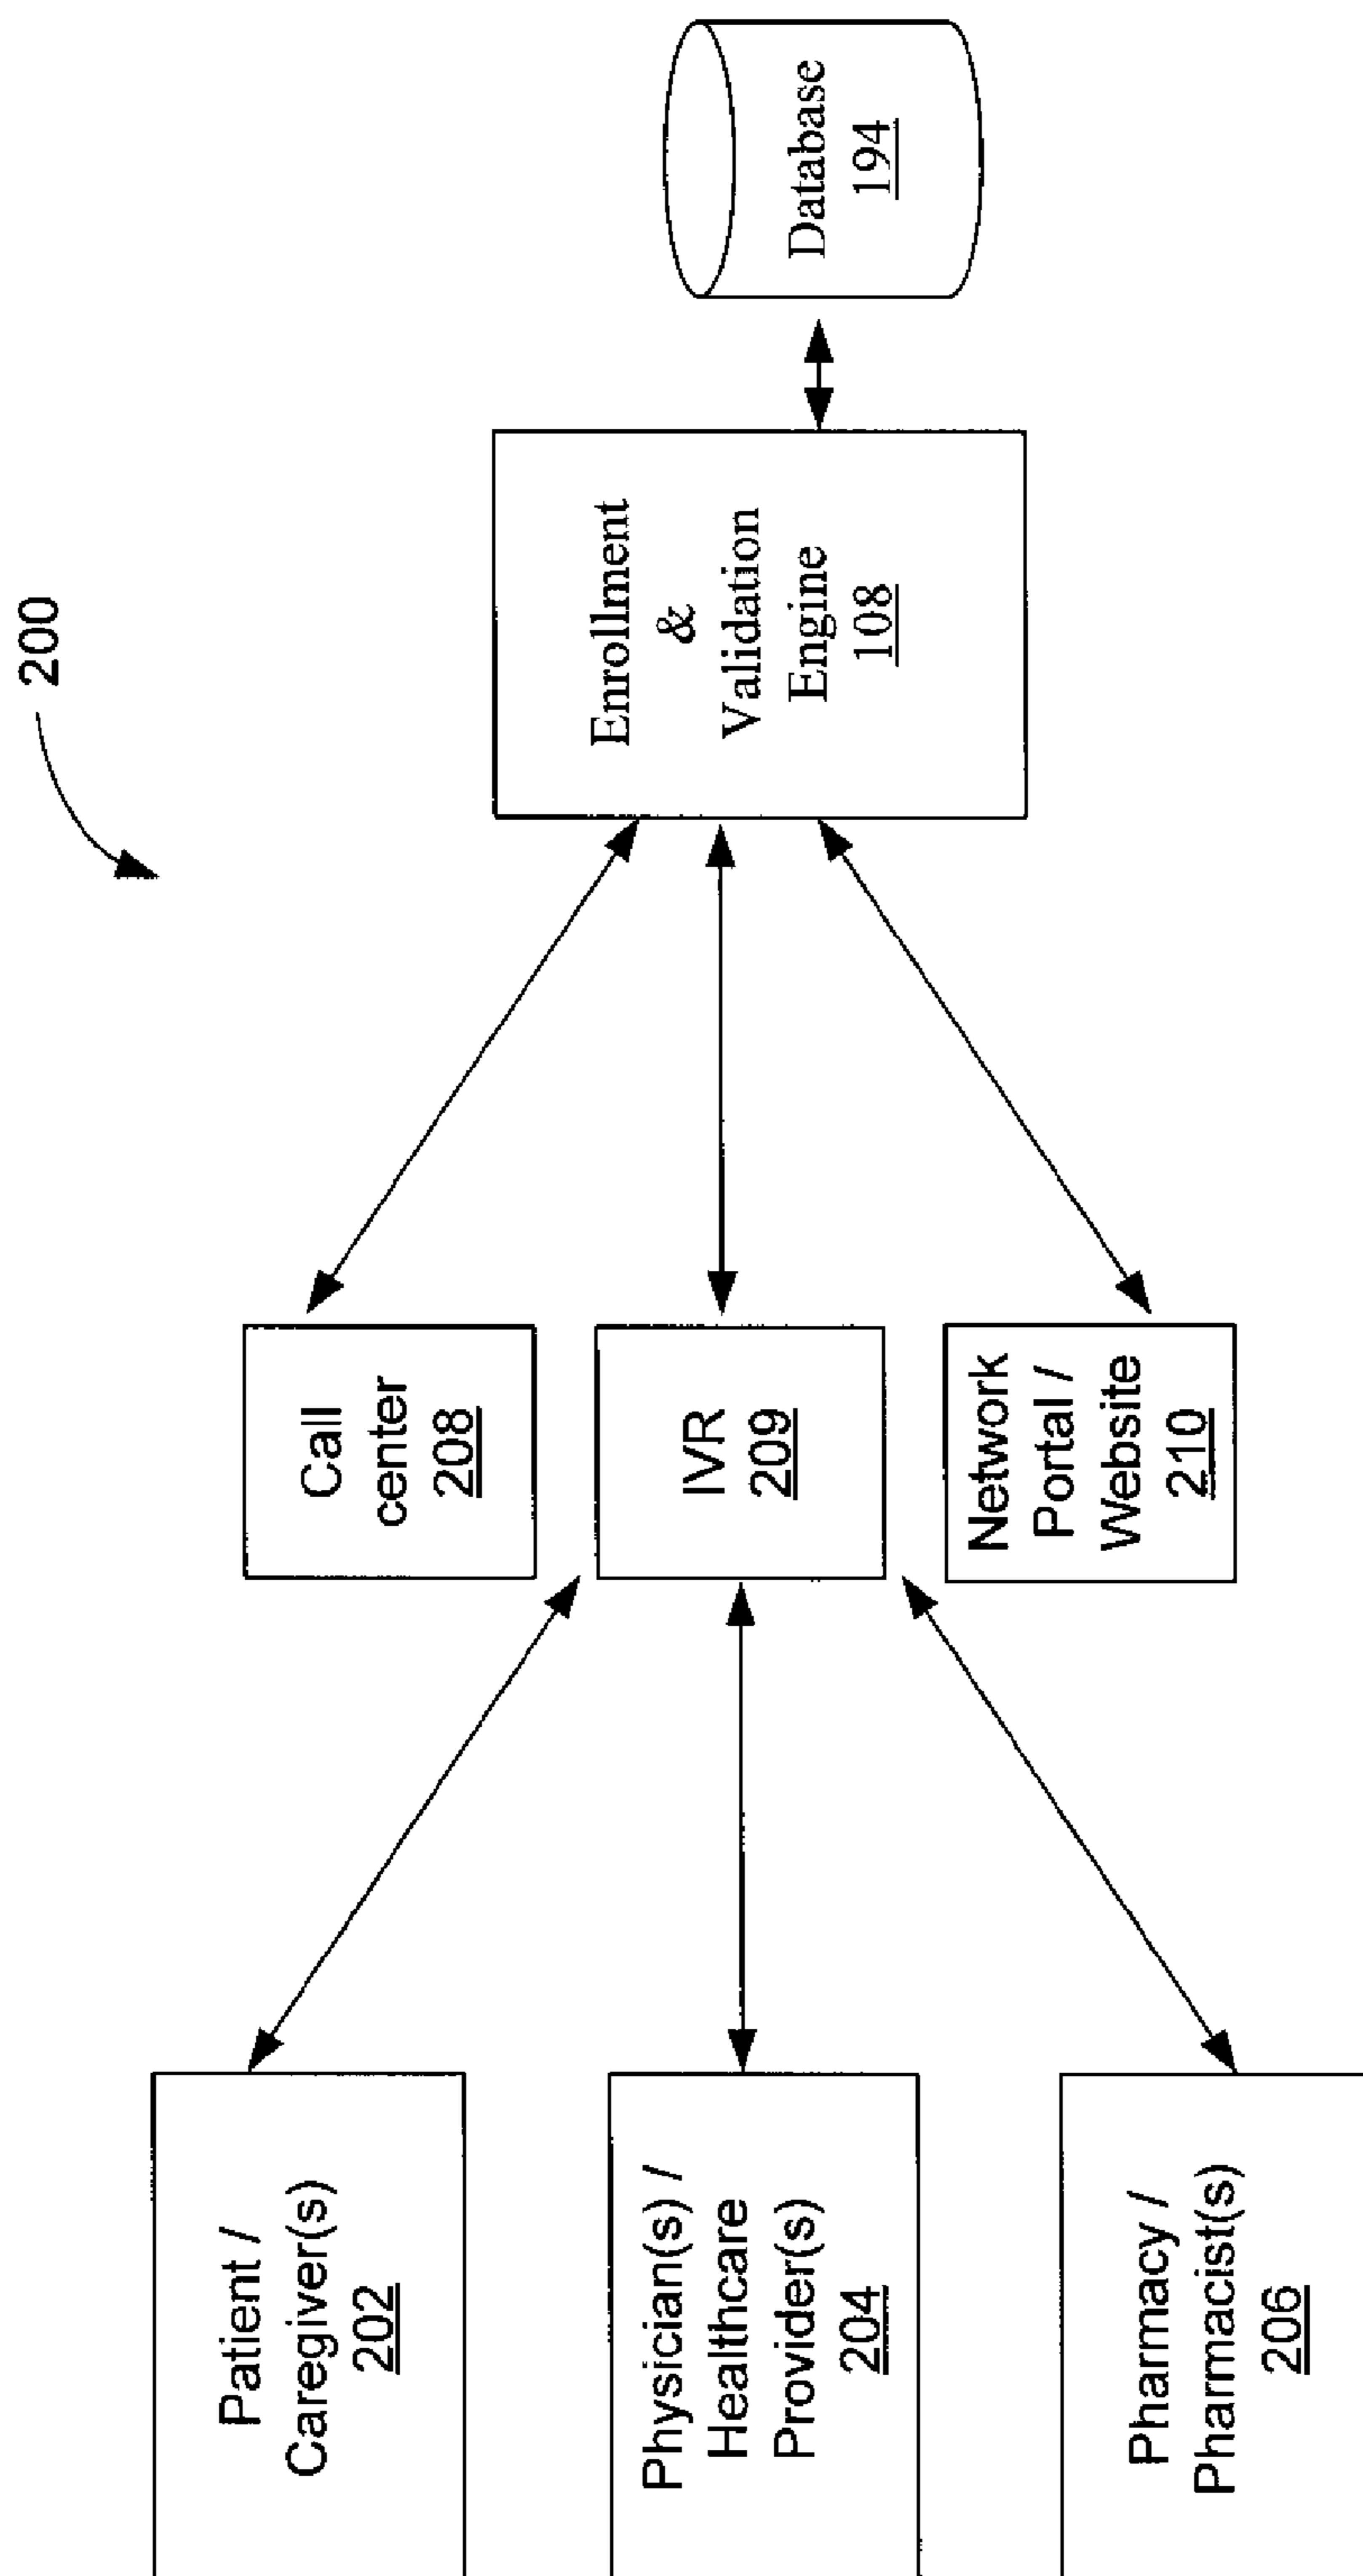 200
Patient /
Caregiver(s)
202
Physician(s) /
Healthcare
Provider(s)
204
Pharmacy /
Pharmacist(s)
206
Call
center
208
IVR
209
Network
Portal /
Website
210
Enrollment
&
Validation
Engine
108
Database
194